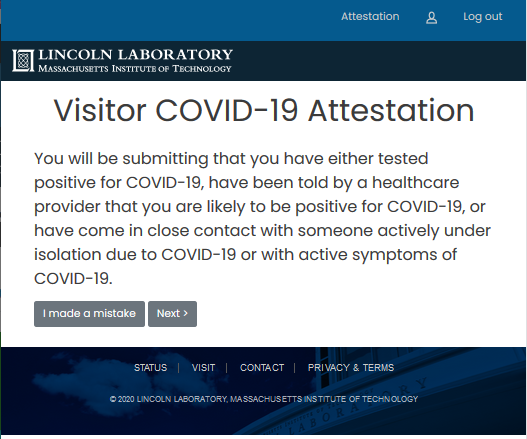 Attestation Log out
LINCOLN LABORATORY
MASSACHUSETTS INSTITUTE OF TECHNOLOGY
Visitor COVID-19 Attestation
You will be submitting that you have either tested
positive for COVID-19, have been told by a healthcare
provider that you are likely to be positive for COVID-19, or
have come in close contact with someone actively under
isolation due to COVID-19 or with active symptoms of
COVID-19.
I made a mistake Next >
STATUS | VISIT | CONTACT | PRIVACY & TERMS
© 2020 LINCOLN LABORATORY, MASSACHUSETTS INSTITUTE OF TECHNOLOGY
LABORATORY